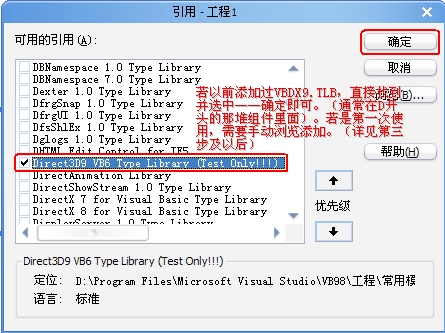 引用 - 工程1
可用的引用(A):
确定
DBNamespace 1.0 Type Library
DBNamespace 7.0 Type Library
取消
Dexter 1.0 Type Library
若以前添加过VBDX9.TLB，直接找到
DfrgSnap 1.0 Type Library
并选中——确定即可。（通常在D开
(B)...
DfrgUI 1.0 Type Library
头的那堆组件里面）。若是第一次使
DfsShlEx 1.0 Type Library
用，需要手动浏览添加。（详见第三
Dglogs 1.0 Type Library
步及以后）
DHTML Edit Control for IE5
帮助(H)
Direct3D9 VB6 Type Library (Test Only!!!)
DirectAnimation Library
DirectShowStream 1.0 Type Library
DirectX 7 for Visual Basic Type Library
优先级
DirectX 8 for Visual Basic Type Library
DisplayServer 1.0 Type Library
Direct3D9 VB6 Type Library (Test Only!!!)
定位: D:\Program Files\Microsoft Visual Studio\VB98\工程\常用模
语言: 标准